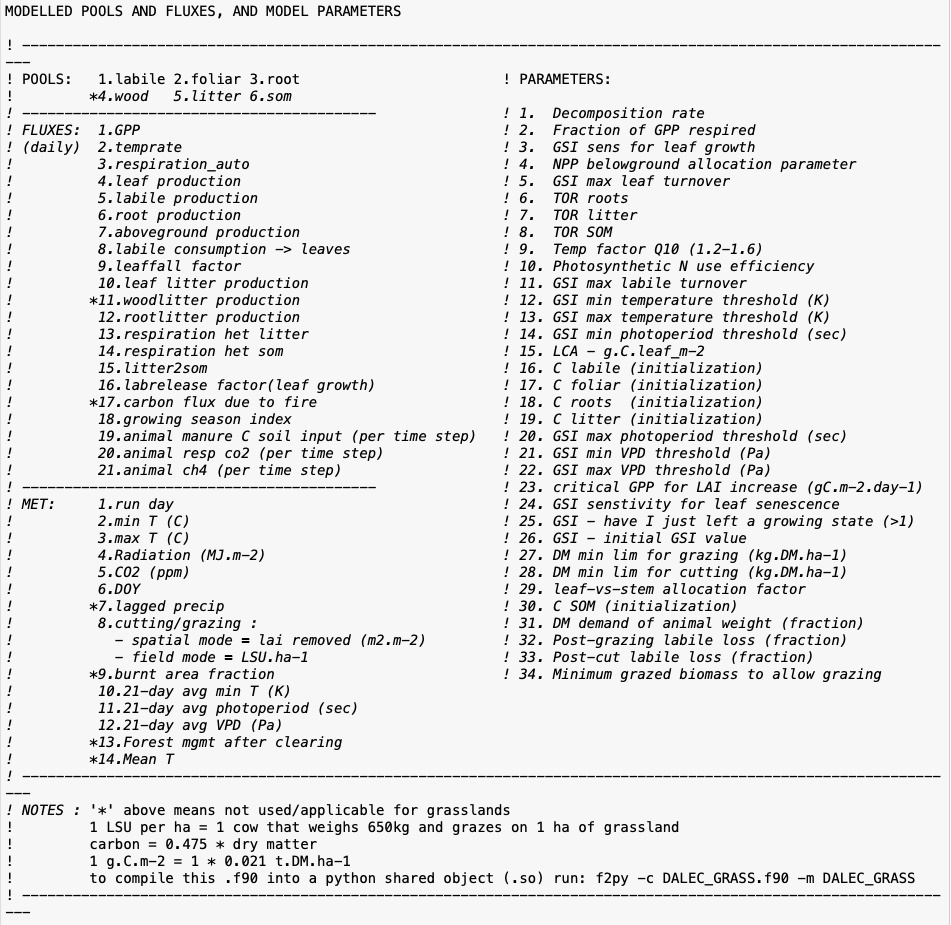 MODELLED POOLS AND FLUXES, AND MODEL PARAMETERS
! --------------------------------------------------------------------------------------------------------------
---
! POOLS:   1.labile 2.foliar 3.root                         ! PARAMETERS:
!         *4.wood   5.litter 6.som
! ------------------------------------------                ! 1.  Decomposition rate
! FLUXES:  1.GPP                                            ! 2.  Fraction of GPP respired
! (daily)  2.temprate                                       ! 3.  GSI sens for leaf growth
!          3.respiration_auto                               ! 4.  NPP belowground allocation parameter
!          4.leaf production                                ! 5.  GSI max leaf turnover
!          5.labile production                              ! 6.  TOR roots
!          6.root production                                ! 7.  TOR litter
!          7.aboveground production                         ! 8.  TOR SOM
!          8.labile consumption -> leaves                   ! 9.  Temp factor Q10 (1.2-1.6)
!          9.leaffall factor                                ! 10. Photosynthetic N use efficiency
!          10.leaf litter production                        ! 11. GSI max labile turnover
!         *11.woodlitter production                         ! 12. GSI min temperature threshold (K)
!          12.rootlitter production                         ! 13. GSI max temperature threshold (K)
!          13.respiration het litter                        ! 14. GSI min photoperiod threshold (sec)
!          14.respiration het som                           ! 15. LCA - g.C.leaf_m-2
!          15.litter2som                                    ! 16. C labile (initialization)
!          16.labrelease factor(leaf growth)                ! 17. C foliar (initialization)
!         *17.carbon flux due to fire                       ! 18. C roots  (initialization)
!          18.growing season index                          ! 19. C litter (initialization)
!          19.animal manure C soil input (per time step)    ! 20. GSI max photoperiod threshold (sec)
!          20.animal resp co2 (per time step)               ! 21. GSI min VPD threshold (Pa)
!          21.animal ch4 (per time step)                    ! 22. GSI max VPD threshold (Pa)
! ------------------------------------------                ! 23. critical GPP for LAI increase (gC.m-2.day-1)
! MET:     1.run day                                        ! 24. GSI senstivity for leaf senescence
!          2.min T (C)                                      ! 25. GSI - have I just left a growing state (>1)
!          3.max T (C)                                      ! 26. GSI - initial GSI value
!          4.Radiation (MJ.m-2)                             ! 27. DM min lim for grazing (kg.DM.ha-1)
!          5.CO2 (ppm)                                      ! 28. DM min lim for cutting (kg.DM.ha-1)
!          6.DOY                                            ! 29. leaf-vs-stem allocation factor
!         *7.lagged precip                                  ! 30. C SOM (initialization)
!          8.cutting/grazing :                              ! 31. DM demand of animal weight (fraction)
!            - spatial mode = lai removed (m2.m-2)          ! 32. Post-grazing labile loss (fraction)
!            - field mode = LSU.ha-1                        ! 33. Post-cut labile loss (fraction)
!         *9.burnt area fraction                            ! 34. Minimum grazed biomass to allow grazing
!          10.21-day avg min T (K)
!          11.21-day avg photoperiod (sec)
!          12.21-day avg VPD (Pa)
!         *13.Forest mgmt after clearing
!         *14.Mean T
! --------------------------------------------------------------------------------------------------------------
---
! NOTES : '*' above means not used/applicable for grasslands
!         1 LSU per ha = 1 cow that weighs 650kg and grazes on 1 ha of grassland
!         carbon = 0.475 * dry matter
!         1 g.C.m-2 = 1 * 0.021 t.DM.ha-1
!         to compile this .f90 into a python shared object (.so) run: f2py -c DALEC_GRASS.f90 -m DALEC_GRASS
! --------------------------------------------------------------------------------------------------------------
---